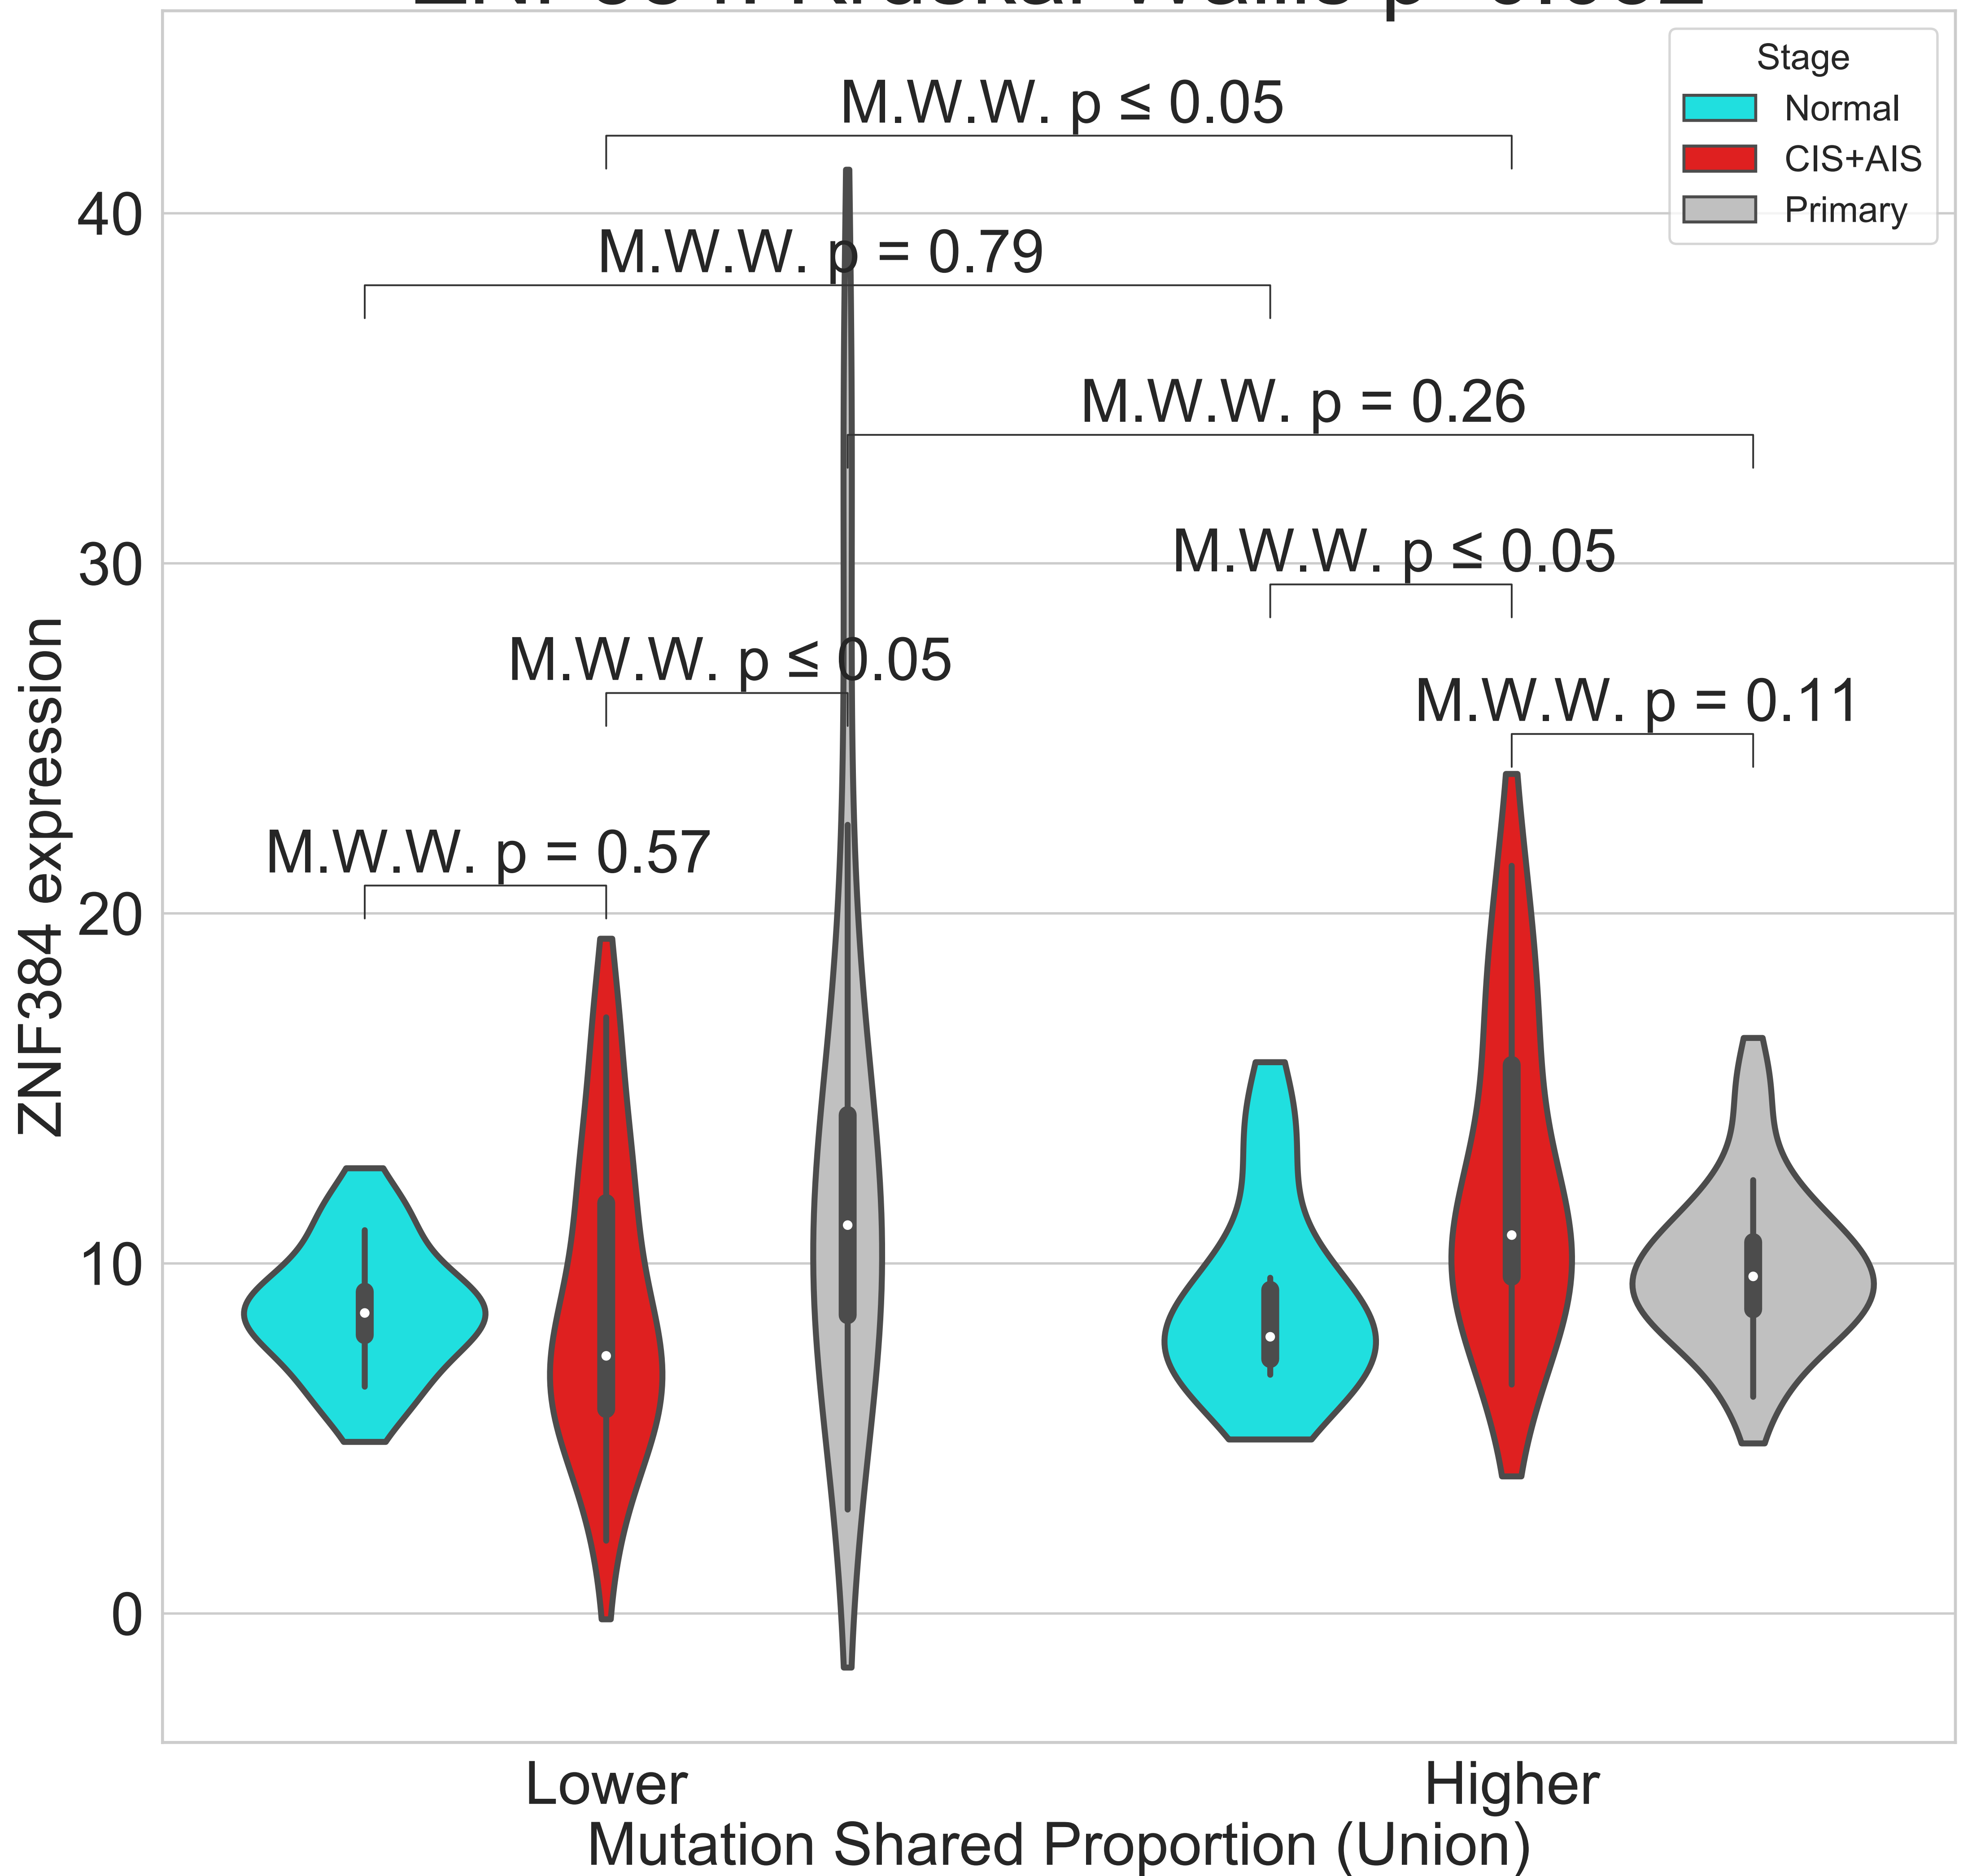 Stage
Normal
CIS+AIS
Primary
M.W.W. p ≤ 0.05
M.W.W. p = 0.79
M.W.W. p = 0.26
M.W.W. p ≤ 0.05
M.W.W. p ≤ 0.05
M.W.W. p = 0.11
M.W.W. p = 0.57
40
30
20
10
0
ZNF384 expression
Lower
Higher
Mutation Shared Proportion (Union)